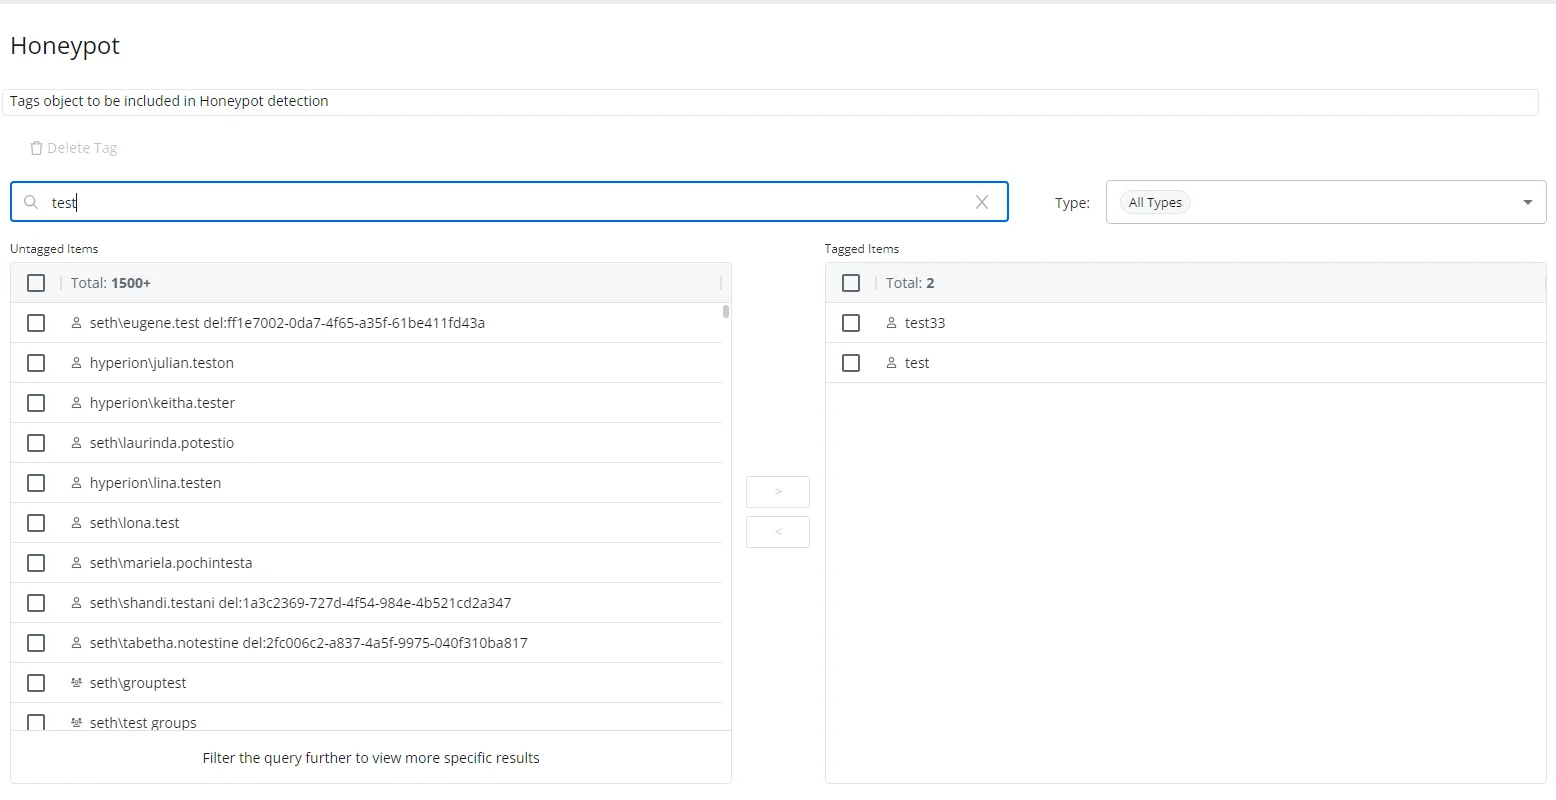 Honeypot
Tags object to be included in Honeypot detection
Delete Tag
test
Type: All Types
Untagged Items
Total: 1500+
seth\eugene.test del:ff1e7002-0da7-4f65-a35f-61be411fd43a
hyperion\julian.teston
hyperion\keitha.tester
seth\laurinda.potestio
hyperion\lina.testen
seth\lona.test
seth\mariela.pochintesta
seth\shandi.testani del:1a3c2369-727d-4f54-984e-4b521cd2a347
seth\tabetha.notestine del:2fc006c2-a837-4a5f-9975-040f310ba817
seth\grouptest
seth\test groups
Filter the query further to view more specific results
>
<
Tagged Items
Total: 2
test33
test